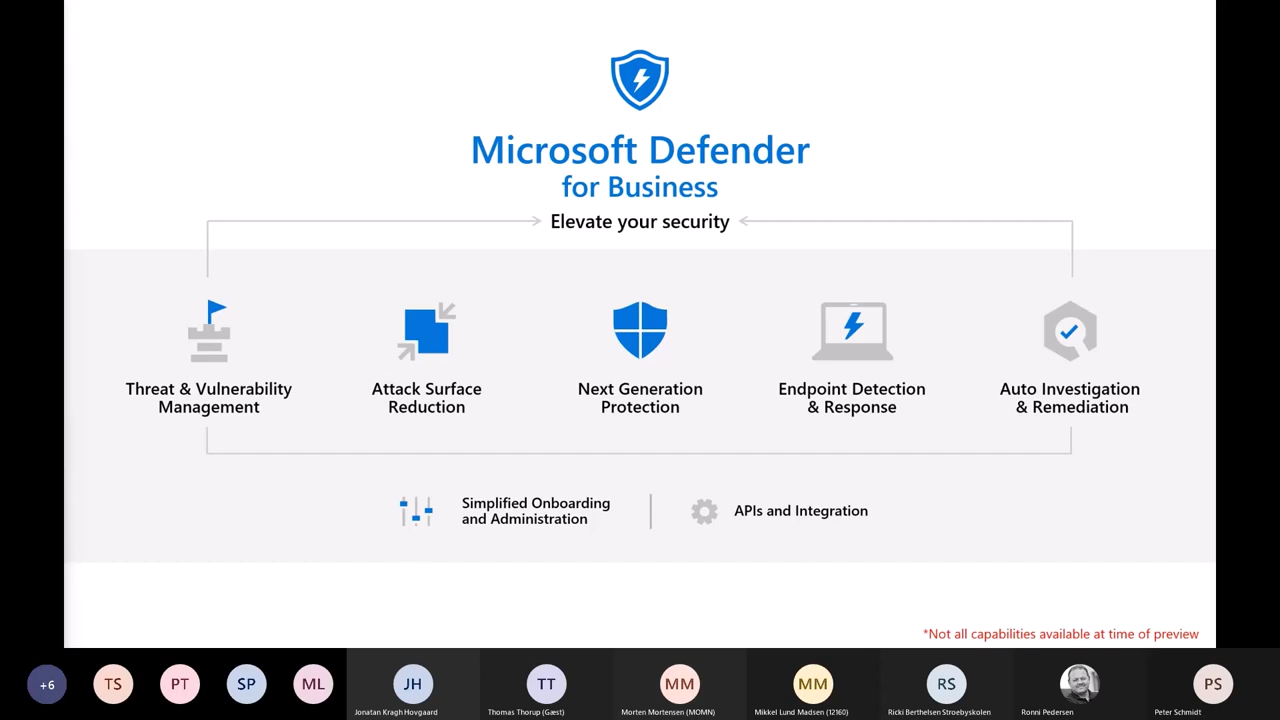 Microsoft Defender
for Business
Elevate your security
Threat & Vulnerability
Management
Attack Surface
Reduction
Next Generation
Protection
Endpoint Detection
& Response
Auto Investigation
& Remediation
Simplified Onboarding
and Administration
APIs and Integration
*Not all capabilities available at time of preview
+6
TS
PT
SP
ML
JH
Jonatan Kragh Hovgaard
TT
Thomas Thorup (Gæst)
MM
Morten Mortensen (MOMN)
MM
Mikkel Lund Madsen (12160)
RS
Ricki Berthelsen Stroebyskolen
Ronni Pedersen
PS
Peter Schmidt